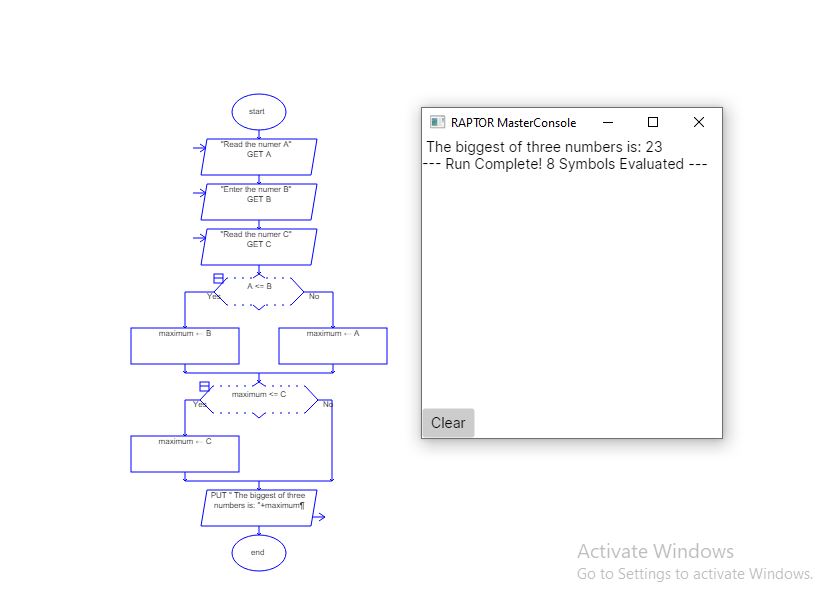 start
"Read the numer A"
GET A
"Enter the numer B"
GET B
"Read the numer C"
GET C
A <= B
Yes
No
maximum ← B
maximum ← A
maximum <= C
Yes
No
maximum ← C
PUT " The biggest of three
numbers is: "+maximum¶
end
RAPTOR MasterConsole
The biggest of three numbers is: 23
--- Run Complete! 8 Symbols Evaluated ---
Clear
Activate Windows
Go to Settings to activate Windows.